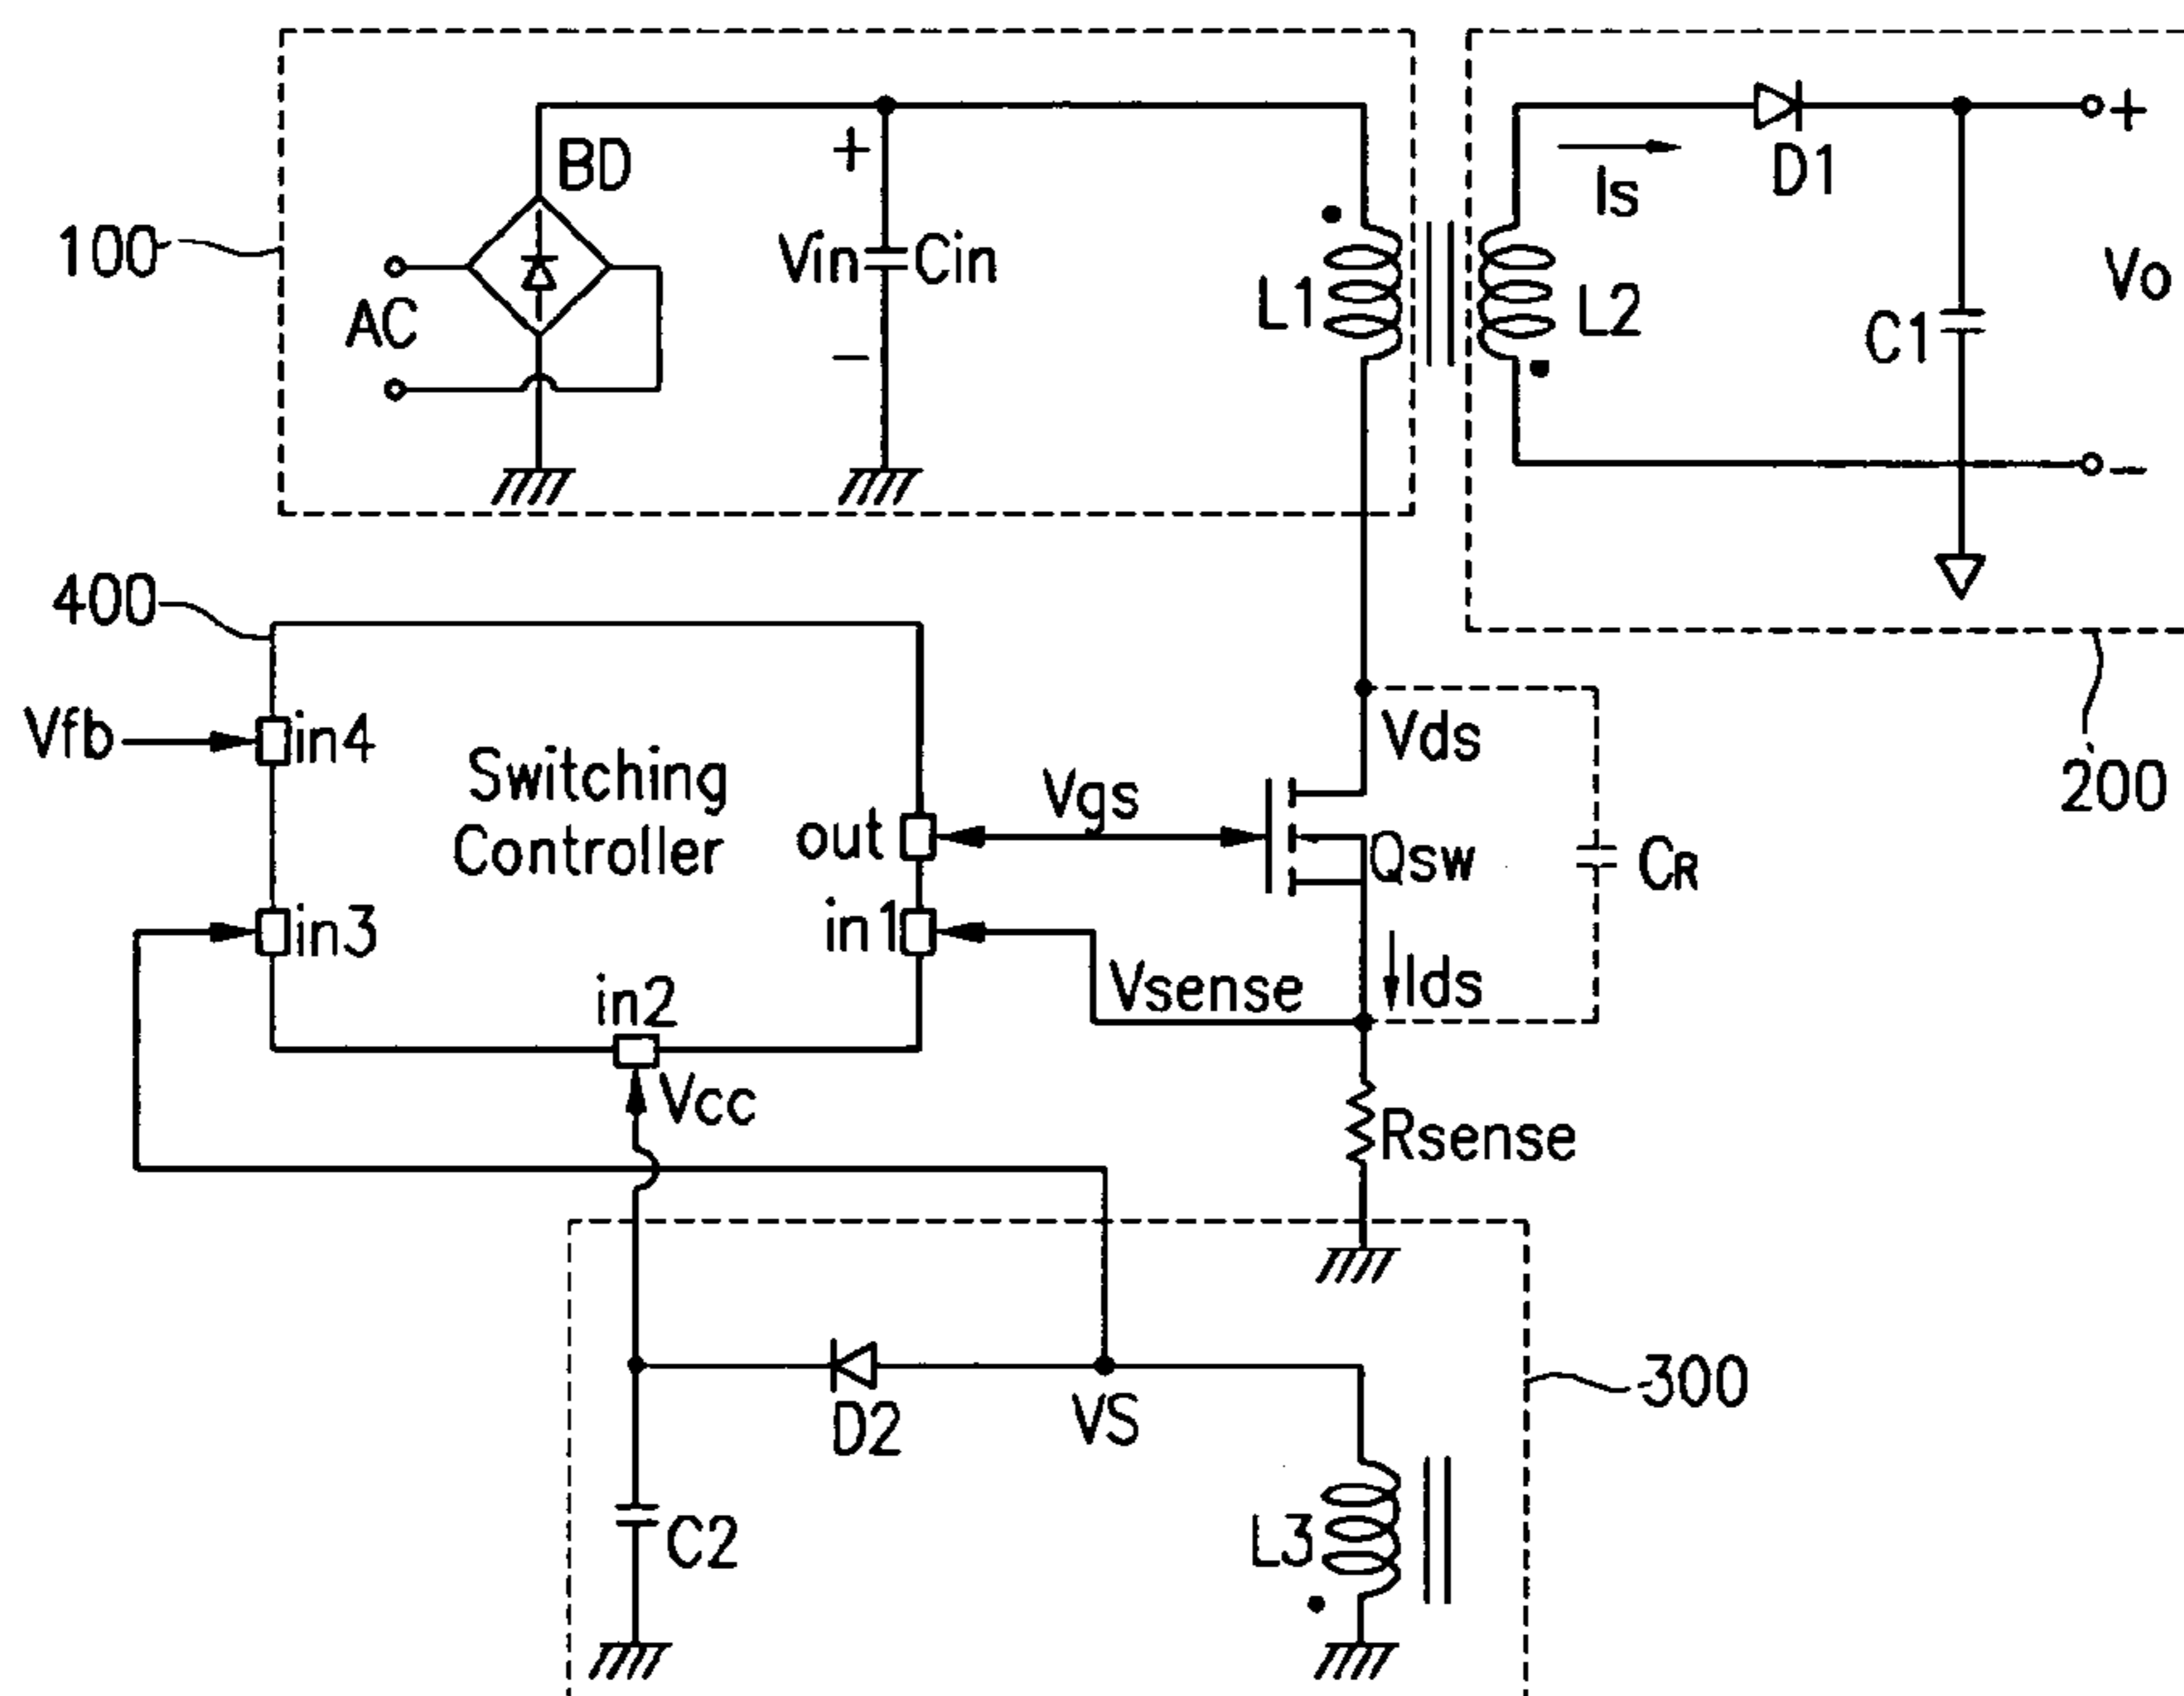 BD
+
+
D1
Is
100
Vin
Cin
L1
L2
Vo
AC
C1
−
−
400
Vfb
in4
Vds
Switching
Controller
Vgs
200
out
Qsw
CR
in3
in1
Vsense
Ids
in2
Vcc
Rsense
D2
VS
300
C2
L3